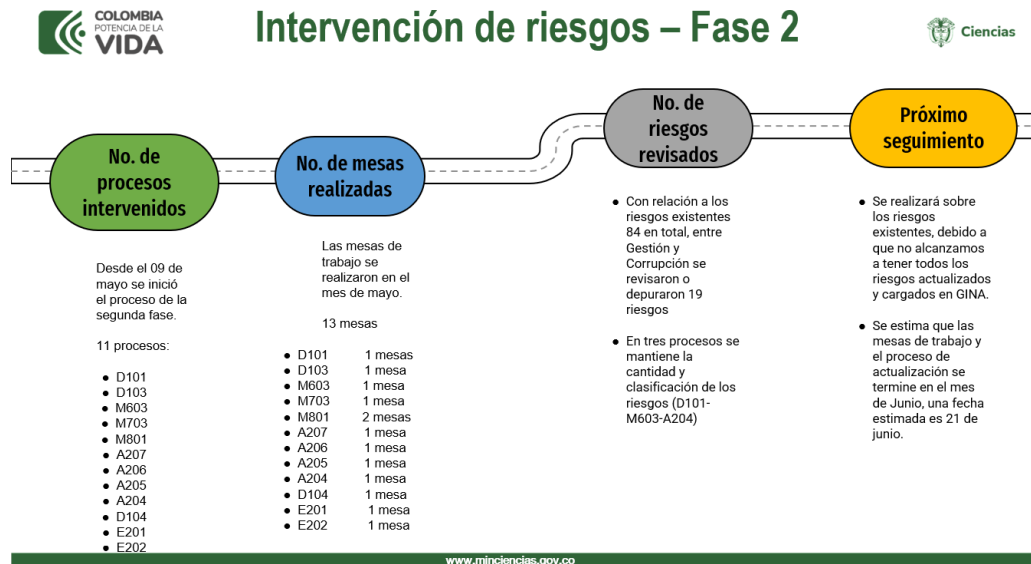 COLOMBIA
POTENCIA DE LA
VIDA
Intervención de riesgos – Fase 2
Ciencias
No. de
procesos
intervenidos
Desde el 09 de
mayo se inició
el proceso de la
segunda fase.
11 procesos:
● D101
● D103
● M603
● M703
● M801
● A207
● A206
● A205
● A204
● D104
● E201
● E202
No. de mesas
realizadas
Las mesas de
trabajo se
realizaron en el
mes de mayo.
13 mesas
● D101 1 mesas
● D103 1 mesa
● M603 1 mesa
● M703 1 mesa
● M801 2 mesas
● A207 1 mesa
● A206 1 mesa
● A205 1 mesa
● A204 1 mesa
● D104 1 mesa
● E201 1 mesa
● E202 1 mesa
No. de
riesgos
revisados
● Con relación a los
riesgos existentes
84 en total, entre
Gestión y
Corrupción se
revisaron o
depuraron 19
riesgos
● En tres procesos se
mantiene la
cantidad y
clasificación de los
riesgos (D101-
M603-A204)
Próximo
seguimiento
● Se realizará sobre
los riesgos
existentes, debido a
que no alcanzamos
a tener todos los
riesgos actualizados
y cargados en GINA.
● Se estima que las
mesas de trabajo y
el proceso de
actualización se
termine en el mes
de Junio, una fecha
estimada es 21 de
junio.
www.minciencias.gov.co